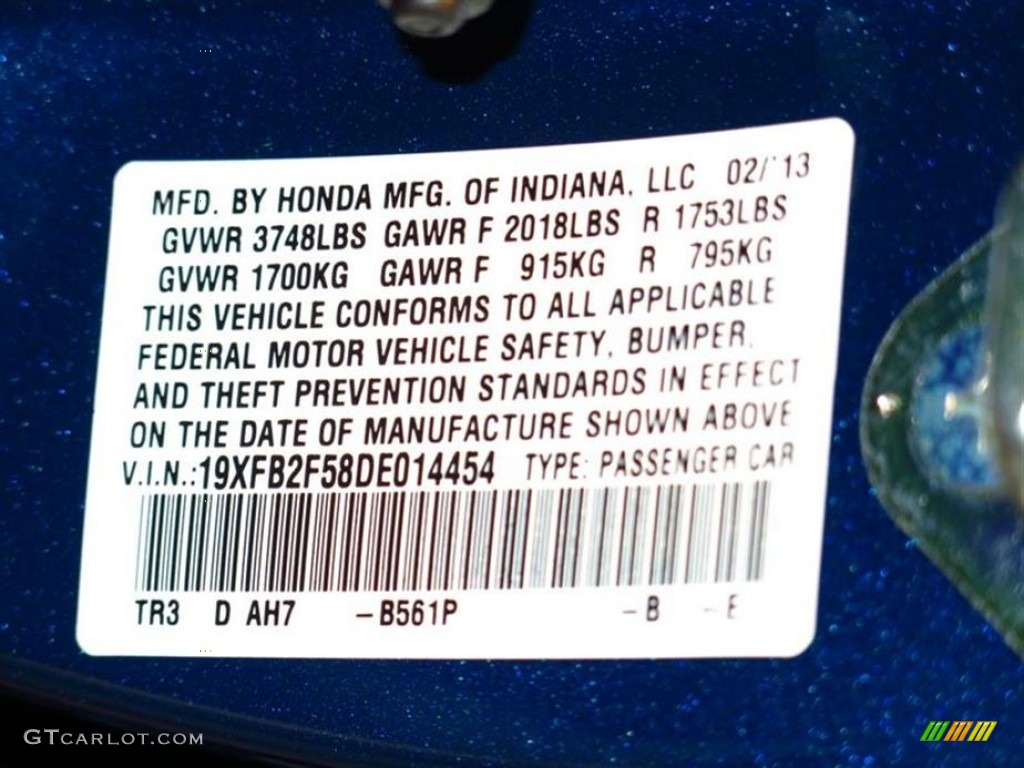 MFD. BY HONDA MFG. OF INDIANA, LLC 02/'13
GVWR 3748LBS GAWR F 2018LBS R 1753LBS
GVWR 1700KG GAWR F 915KG R 795KG
THIS VEHICLE CONFORMS TO ALL APPLICABLE
FEDERAL MOTOR VEHICLE SAFETY, BUMPER,
AND THEFT PREVENTION STANDARDS IN EFFECT
ON THE DATE OF MANUFACTURE SHOWN ABOVE
V.I.N.:19XFB2F58DE014454 TYPE: PASSENGER CAR
TR3 D AH7 -B561P -B -E
GTCARLOT.COM